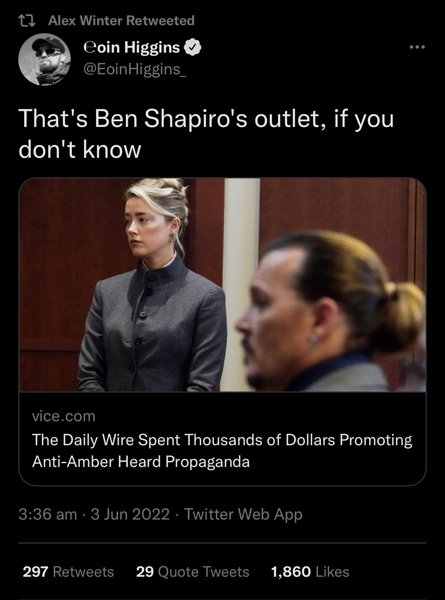 Alex Winter Retweeted
℮oin Higgins
@EoinHiggins_
That's Ben Shapiro's outlet, if you
don't know
vice.com
The Daily Wire Spent Thousands of Dollars Promoting
Anti-Amber Heard Propaganda
3:36 am · 3 Jun 2022 · Twitter Web App
297 Retweets 29 Quote Tweets 1,860 Likes